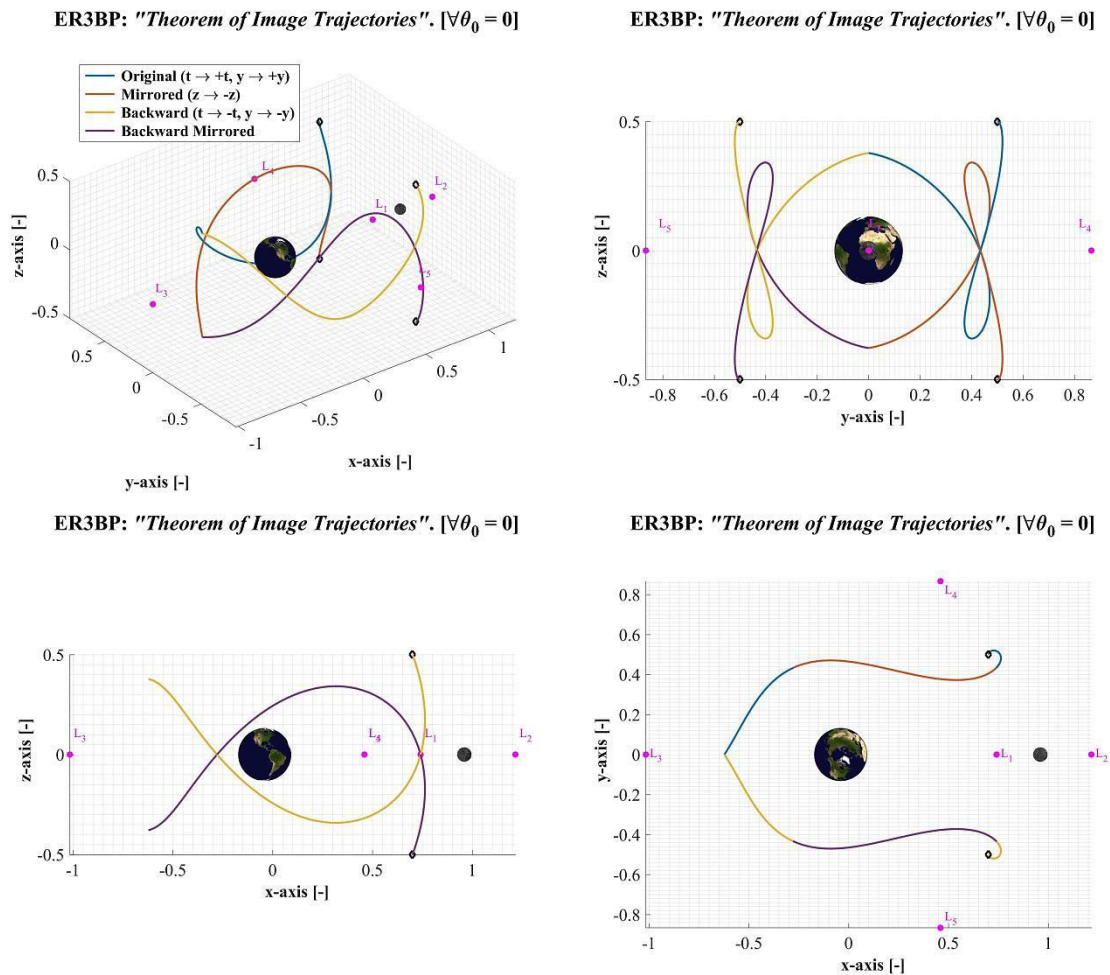 ER3BP: "Theorem of Image Trajectories". [∀θ₀ = 0]
Original (t → +t, y → +y)
Mirrored (z → -z)
Backward (t → -t, y → -y)
Backward Mirrored
L₄
L₂
L₁
L₅
L₃
0.5
0
-0.5
z-axis [-]
0.5
0
-0.5
y-axis [-]
-1
-0.5
0
0.5
1
x-axis [-]
ER3BP: "Theorem of Image Trajectories". [∀θ₀ = 0]
0.5
0
-0.5
z-axis [-]
L₅
L₄
-0.8
-0.6
-0.4
-0.2
0
0.2
0.4
0.6
0.8
y-axis [-]
ER3BP: "Theorem of Image Trajectories". [∀θ₀ = 0]
0.5
0
-0.5
z-axis [-]
L₃
L₁
L₂
-1
-0.5
0
0.5
1
x-axis [-]
ER3BP: "Theorem of Image Trajectories". [∀θ₀ = 0]
0.8
0.6
0.4
0.2
0
-0.2
-0.4
-0.6
-0.8
y-axis [-]
L₄
L₃
L₁
L₂
L₅
-1
-0.5
0
0.5
1
x-axis [-]